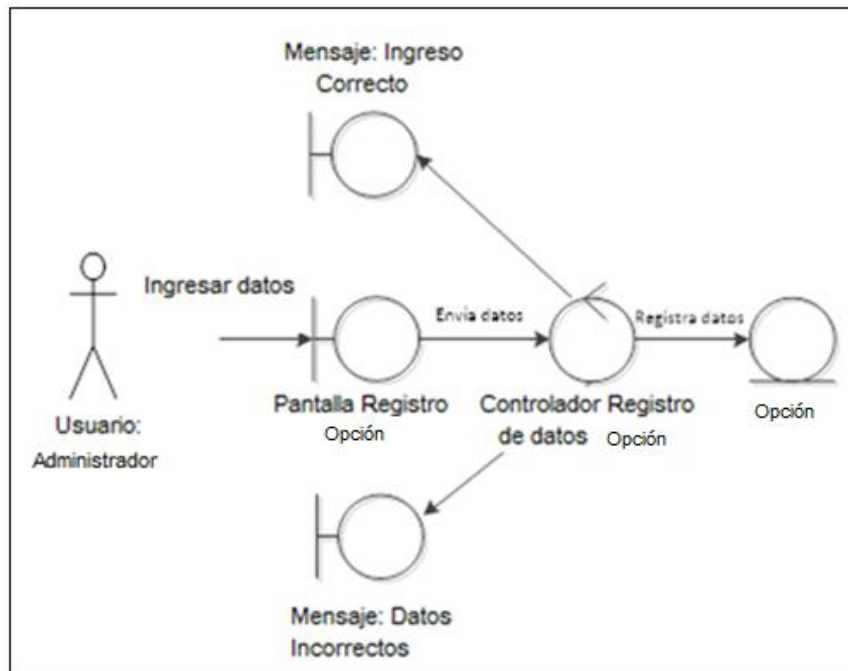 Mensaje: Ingreso
Correcto
Ingresar datos
Envia datos
Registra datos
Usuario:
Administrador
Pantalla Registro
Opción
Controlador Registro
de datos Opción
Opción
Mensaje: Datos
Incorrectos